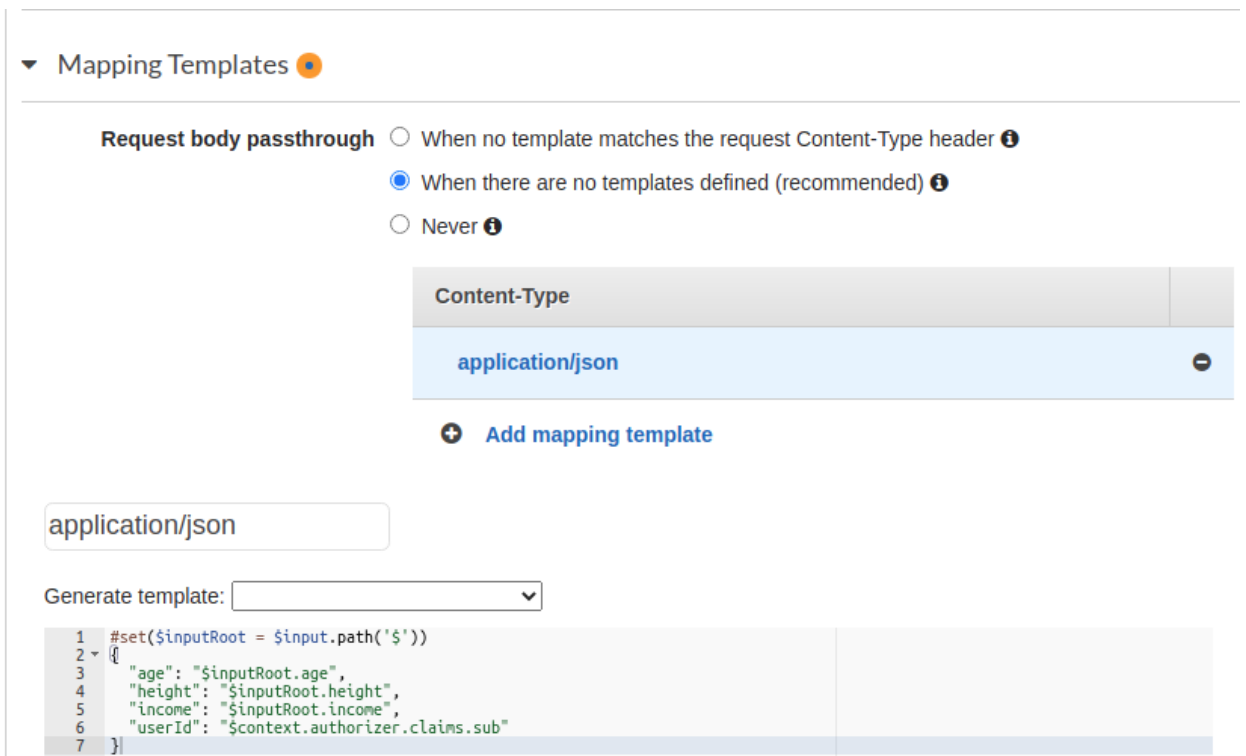 Mapping Templates
Request body passthrough
When no template matches the request Content-Type header
When there are no templates defined (recommended)
Never
Content-Type
application/json
Add mapping template
application/json
Generate template:
1 #set($inputRoot = $input.path('$'))
2 {
3 "age": "$inputRoot.age",
4 "height": "$inputRoot.height",
5 "income": "$inputRoot.income",
6 "userId": "$context.authorizer.claims.sub"
7 }